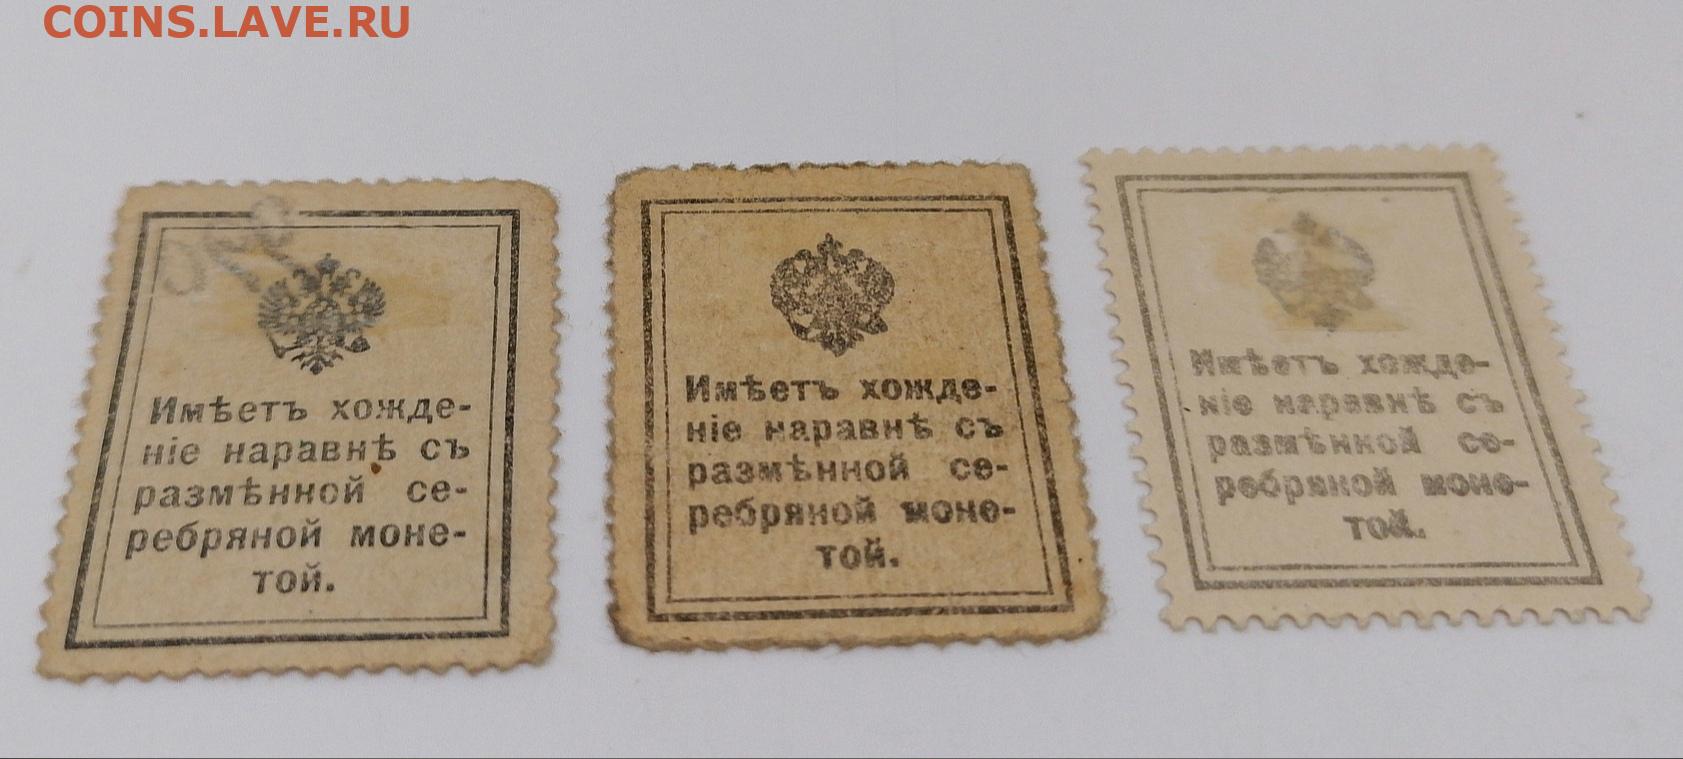 COINS.LAVE.RU
Имѣетъ хожде-
ніе наравнѣ съ
размѣнной се-
ребряной моне-
той.
Имѣетъ хожде-
ніе наравнѣ съ
размѣнной се-
ребряной моне-
той.
Имѣетъ хожде-
ніе наравнѣ съ
размѣнной се-
ребряной моне-
той.